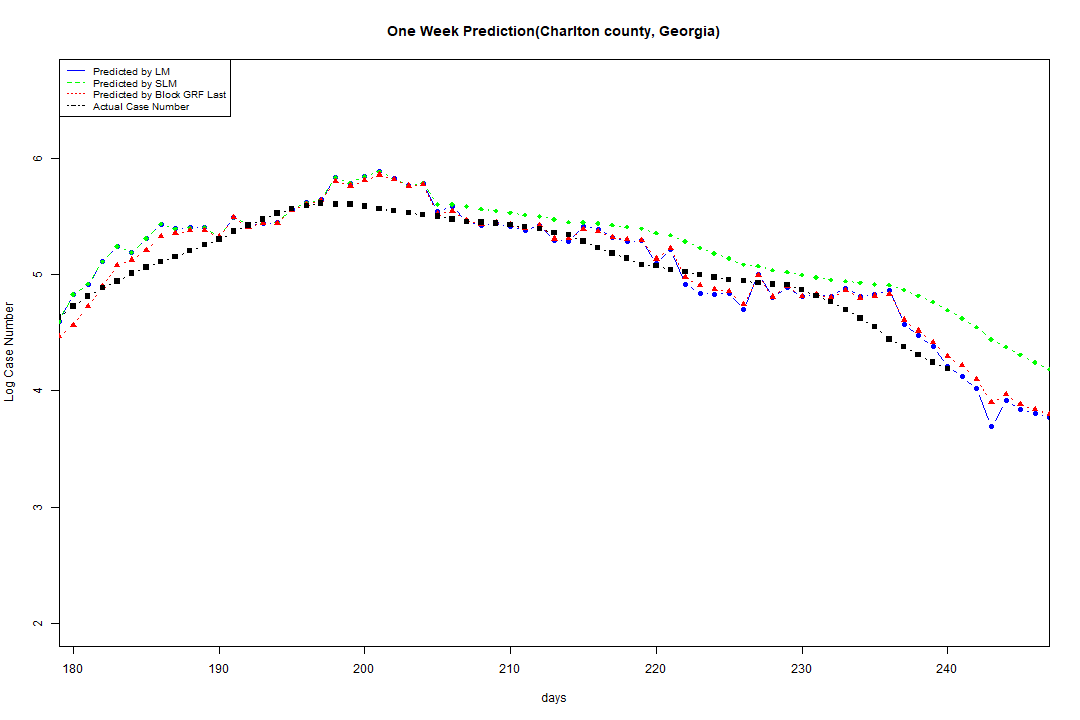 One Week Prediction(Charlton county, Georgia)
Predicted by LM
Predicted by SLM
Predicted by Block GRF Last
Actual Case Number
6
5
4
3
2
Log Case Number
180 190 200 210 220 230 240
days